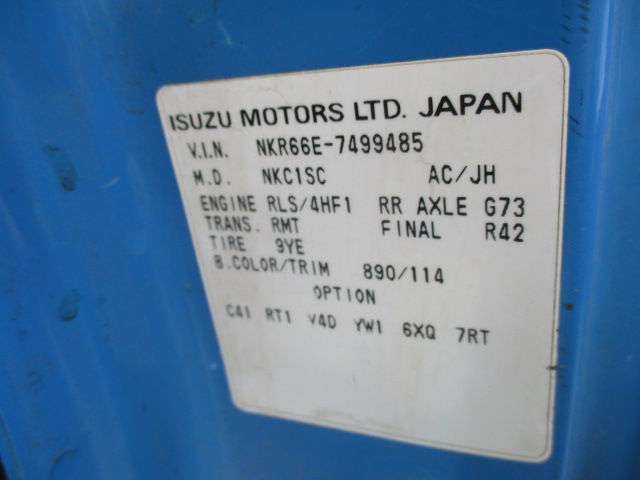 ISUZU MOTORS LTD. JAPAN
V.I.N. NKR66E-7499485
M.D. NKC1SC AC/JH
ENGINE RLS/4HF1 RR AXLE G73
TRANS. RMT FINAL R42
TIRE 9YE
B.COLOR/TRIM 890/114
OPTION
C41 RT1 V4D YW1 6XQ 7RT